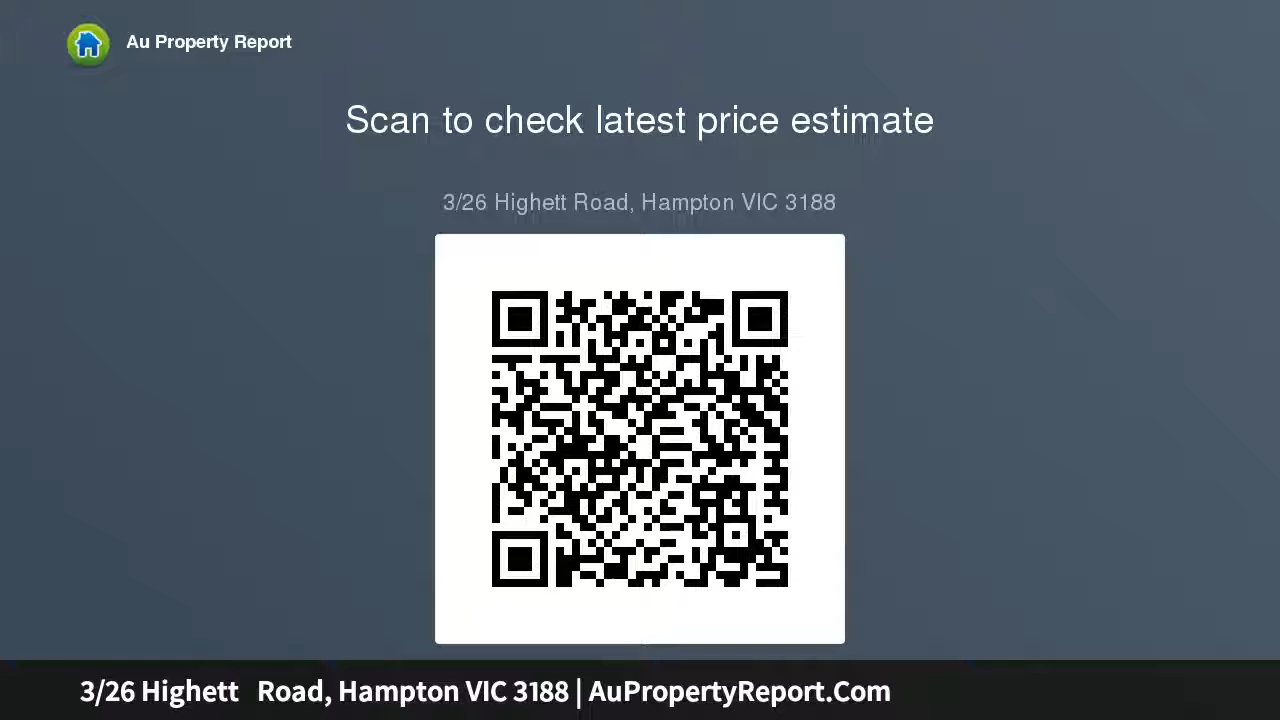 Au Property Report
Scan to check latest price estimate
3/26 Highett Road, Hampton VIC 3188
3/26 Highett   Road, Hampton VIC 3188 | AuPropertyReport.Com